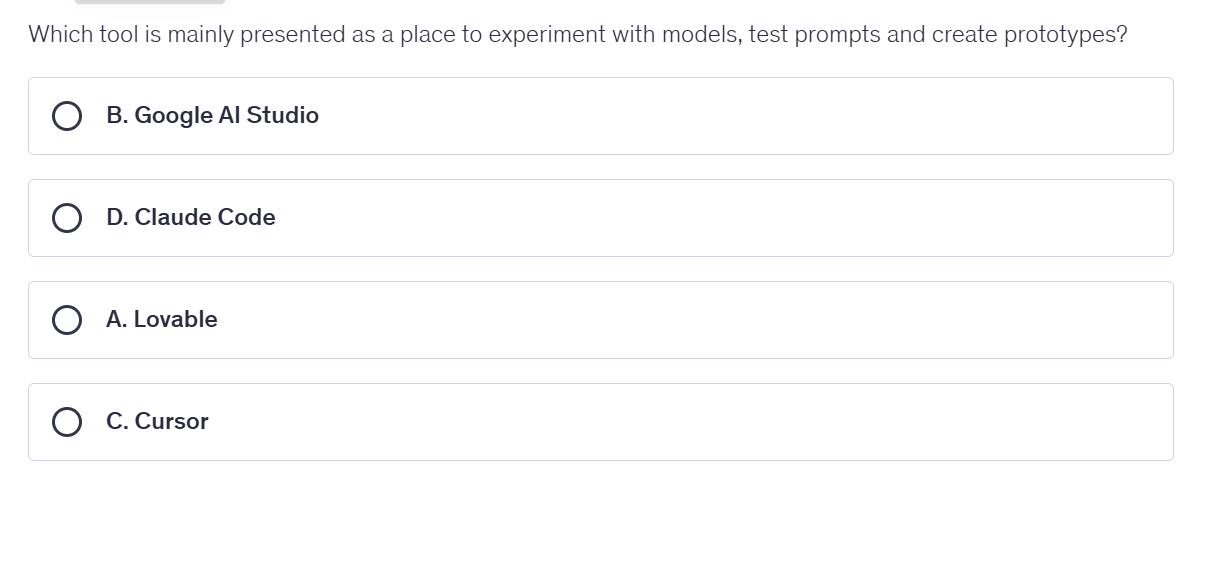 Which tool is mainly presented as a place to experiment with models, test prompts and create prototypes?
B. Google AI Studio
D. Claude Code
A. Lovable
C. Cursor